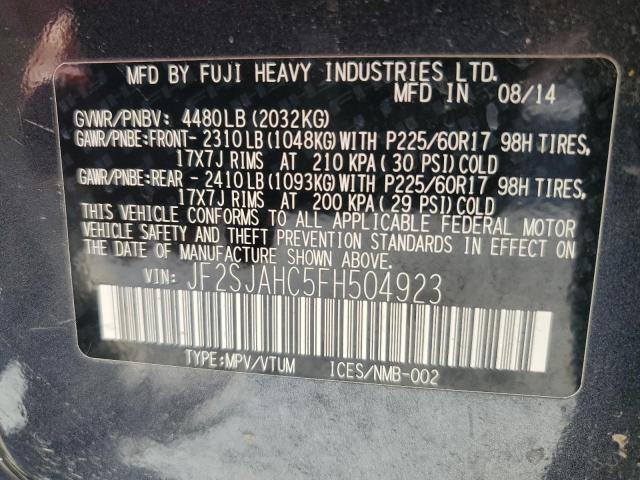 MFD BY FUJI HEAVY INDUSTRIES LTD.
MFD IN 08/14
GVWR/PNBV: 4480LB (2032KG)
GAWR/PNBE:FRONT- 2310LB (1048KG) WITH P225/60R17 98H TIRES,
17X7J RIMS AT 210 KPA ( 30 PSI) COLD
GAWR/PNBE:REAR - 2410LB (1093KG) WITH P225/60R17 98H TIRES,
17X7J RIMS AT 200 KPA ( 29 PSI) COLD
THIS VEHICLE CONFORMS TO ALL APPLICABLE FEDERAL MOTOR
VEHICLE SAFETY AND THEFT PREVENTION STANDARDS IN EFFECT ON
THE DATE OF MANUFACTURE SHOWN ABOVE.
VIN: JF2SJAHC5FH504923
TYPE:MPV/VTUM ICES/NMB-002